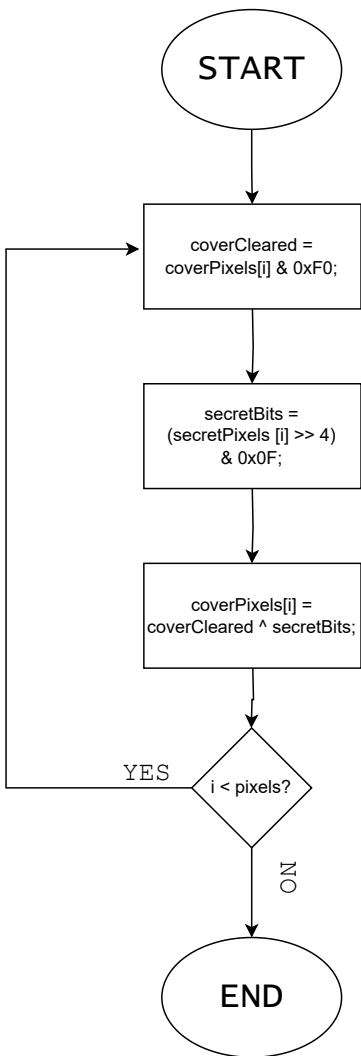 START
coverCleared =
coverPixels[i] & 0xF0;
secretBits =
(secretPixels [i] >> 4)
& 0x0F;
coverPixels[i] =
coverCleared ^ secretBits;
YES
i < pixels?
NO
END